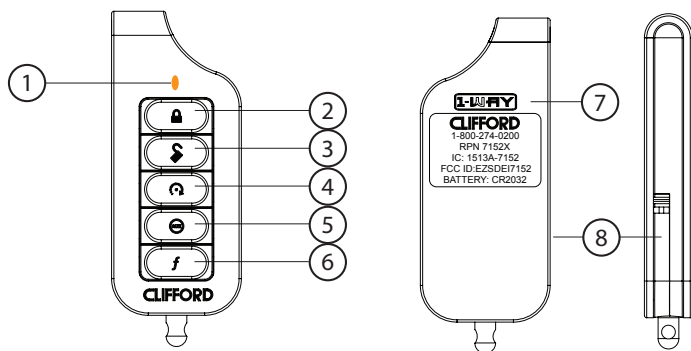 1
2
3
4
5
6
AUX
f
CLIFFORD
1-WAY
7
CLIFFORD
1-800-274-0200
RPN 7152X
IC: 1513A-7152
FCC ID:EZSDEI7152
BATTERY: CR2032
8